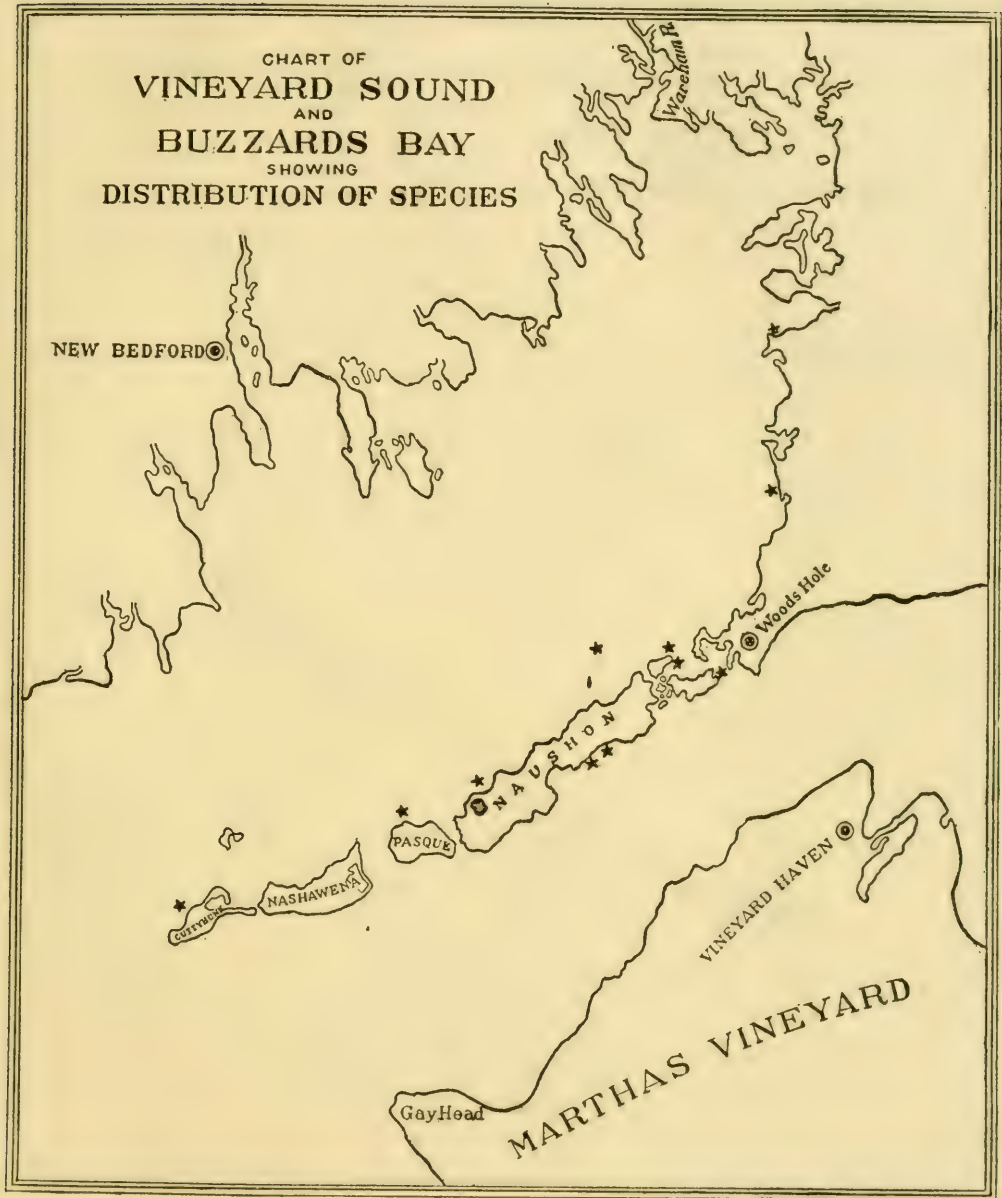 CHART OF
VINEYARD SOUND
AND
BUZZARDS BAY
SHOWING
DISTRIBUTION OF SPECIES
Wareham R.
NEW BEDFORD
Woods Hole
NAUSHON
PASQUE
NASHAWENA
CUTTYHUNK
VINEYARD HAVEN
MARTHAS VINEYARD
Gay Head